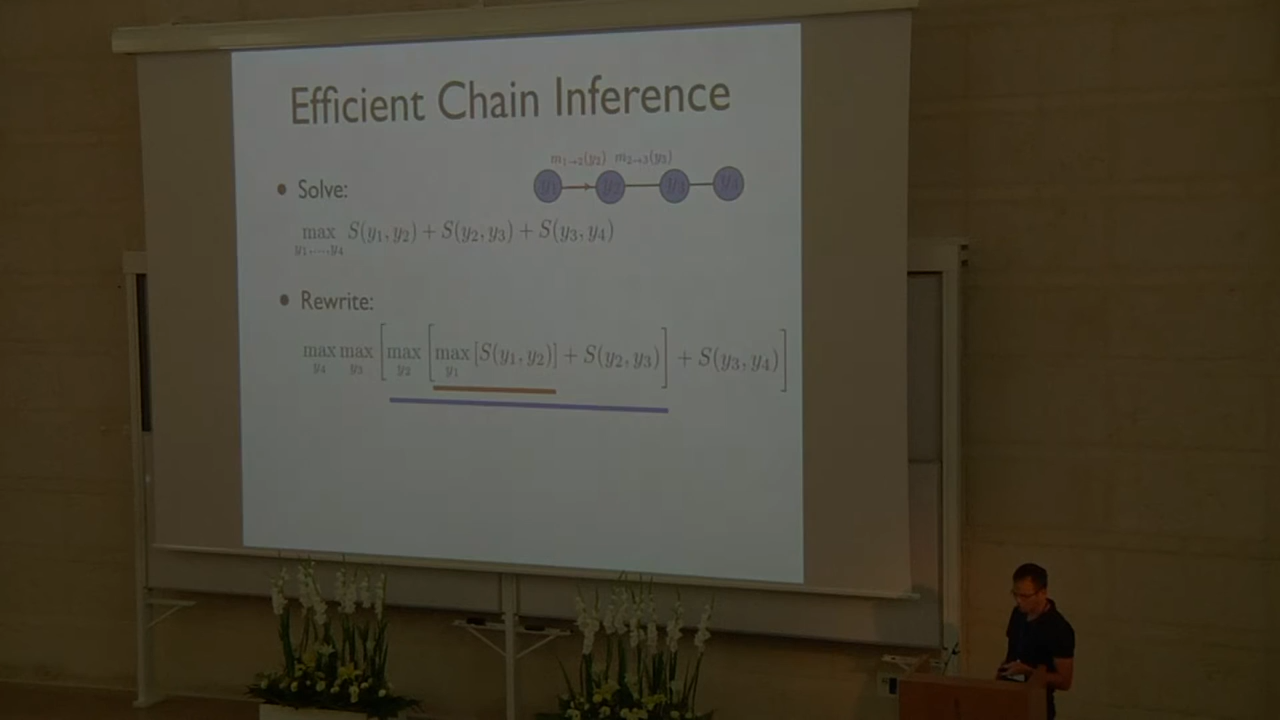 Efficient Chain Inference
m₁→₂(y₂) m₂→₃(y₃)
y₁ y₂ y₃ y₄
• Solve:
max S(y₁, y₂) + S(y₂, y₃) + S(y₃, y₄)
y₁,...,y₄
• Rewrite:
max max [max [max [S(y₁, y₂)] + S(y₂, y₃)] + S(y₃, y₄)]
y₄ y₃ y₂ y₁